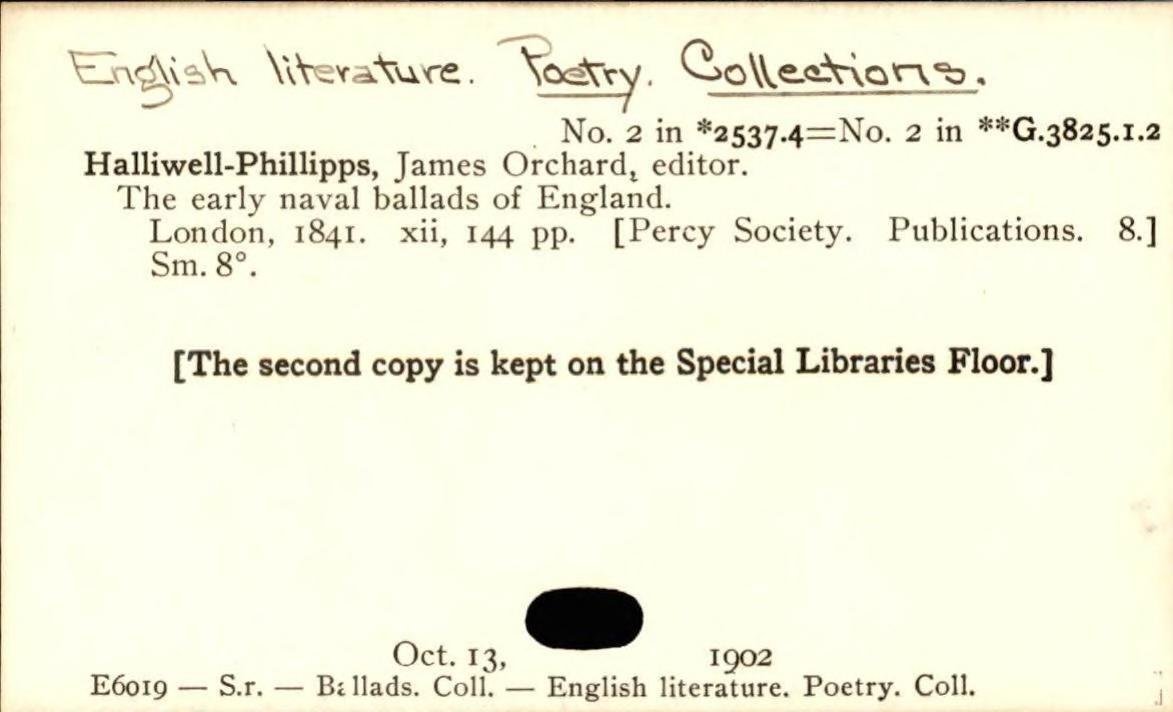 English literature. Poetry. Collections.
No. 2 in *2537.4=No. 2 in **G.3825.1.2
Halliwell-Phillipps, James Orchard, editor.
The early naval ballads of England.
London, 1841. xii, 144 pp. [Percy Society. Publications. 8.]
Sm. 8°.
[The second copy is kept on the Special Libraries Floor.]
Oct. 13, 1902
E6019 — S.r. — Ballads. Coll. — English literature. Poetry. Coll.